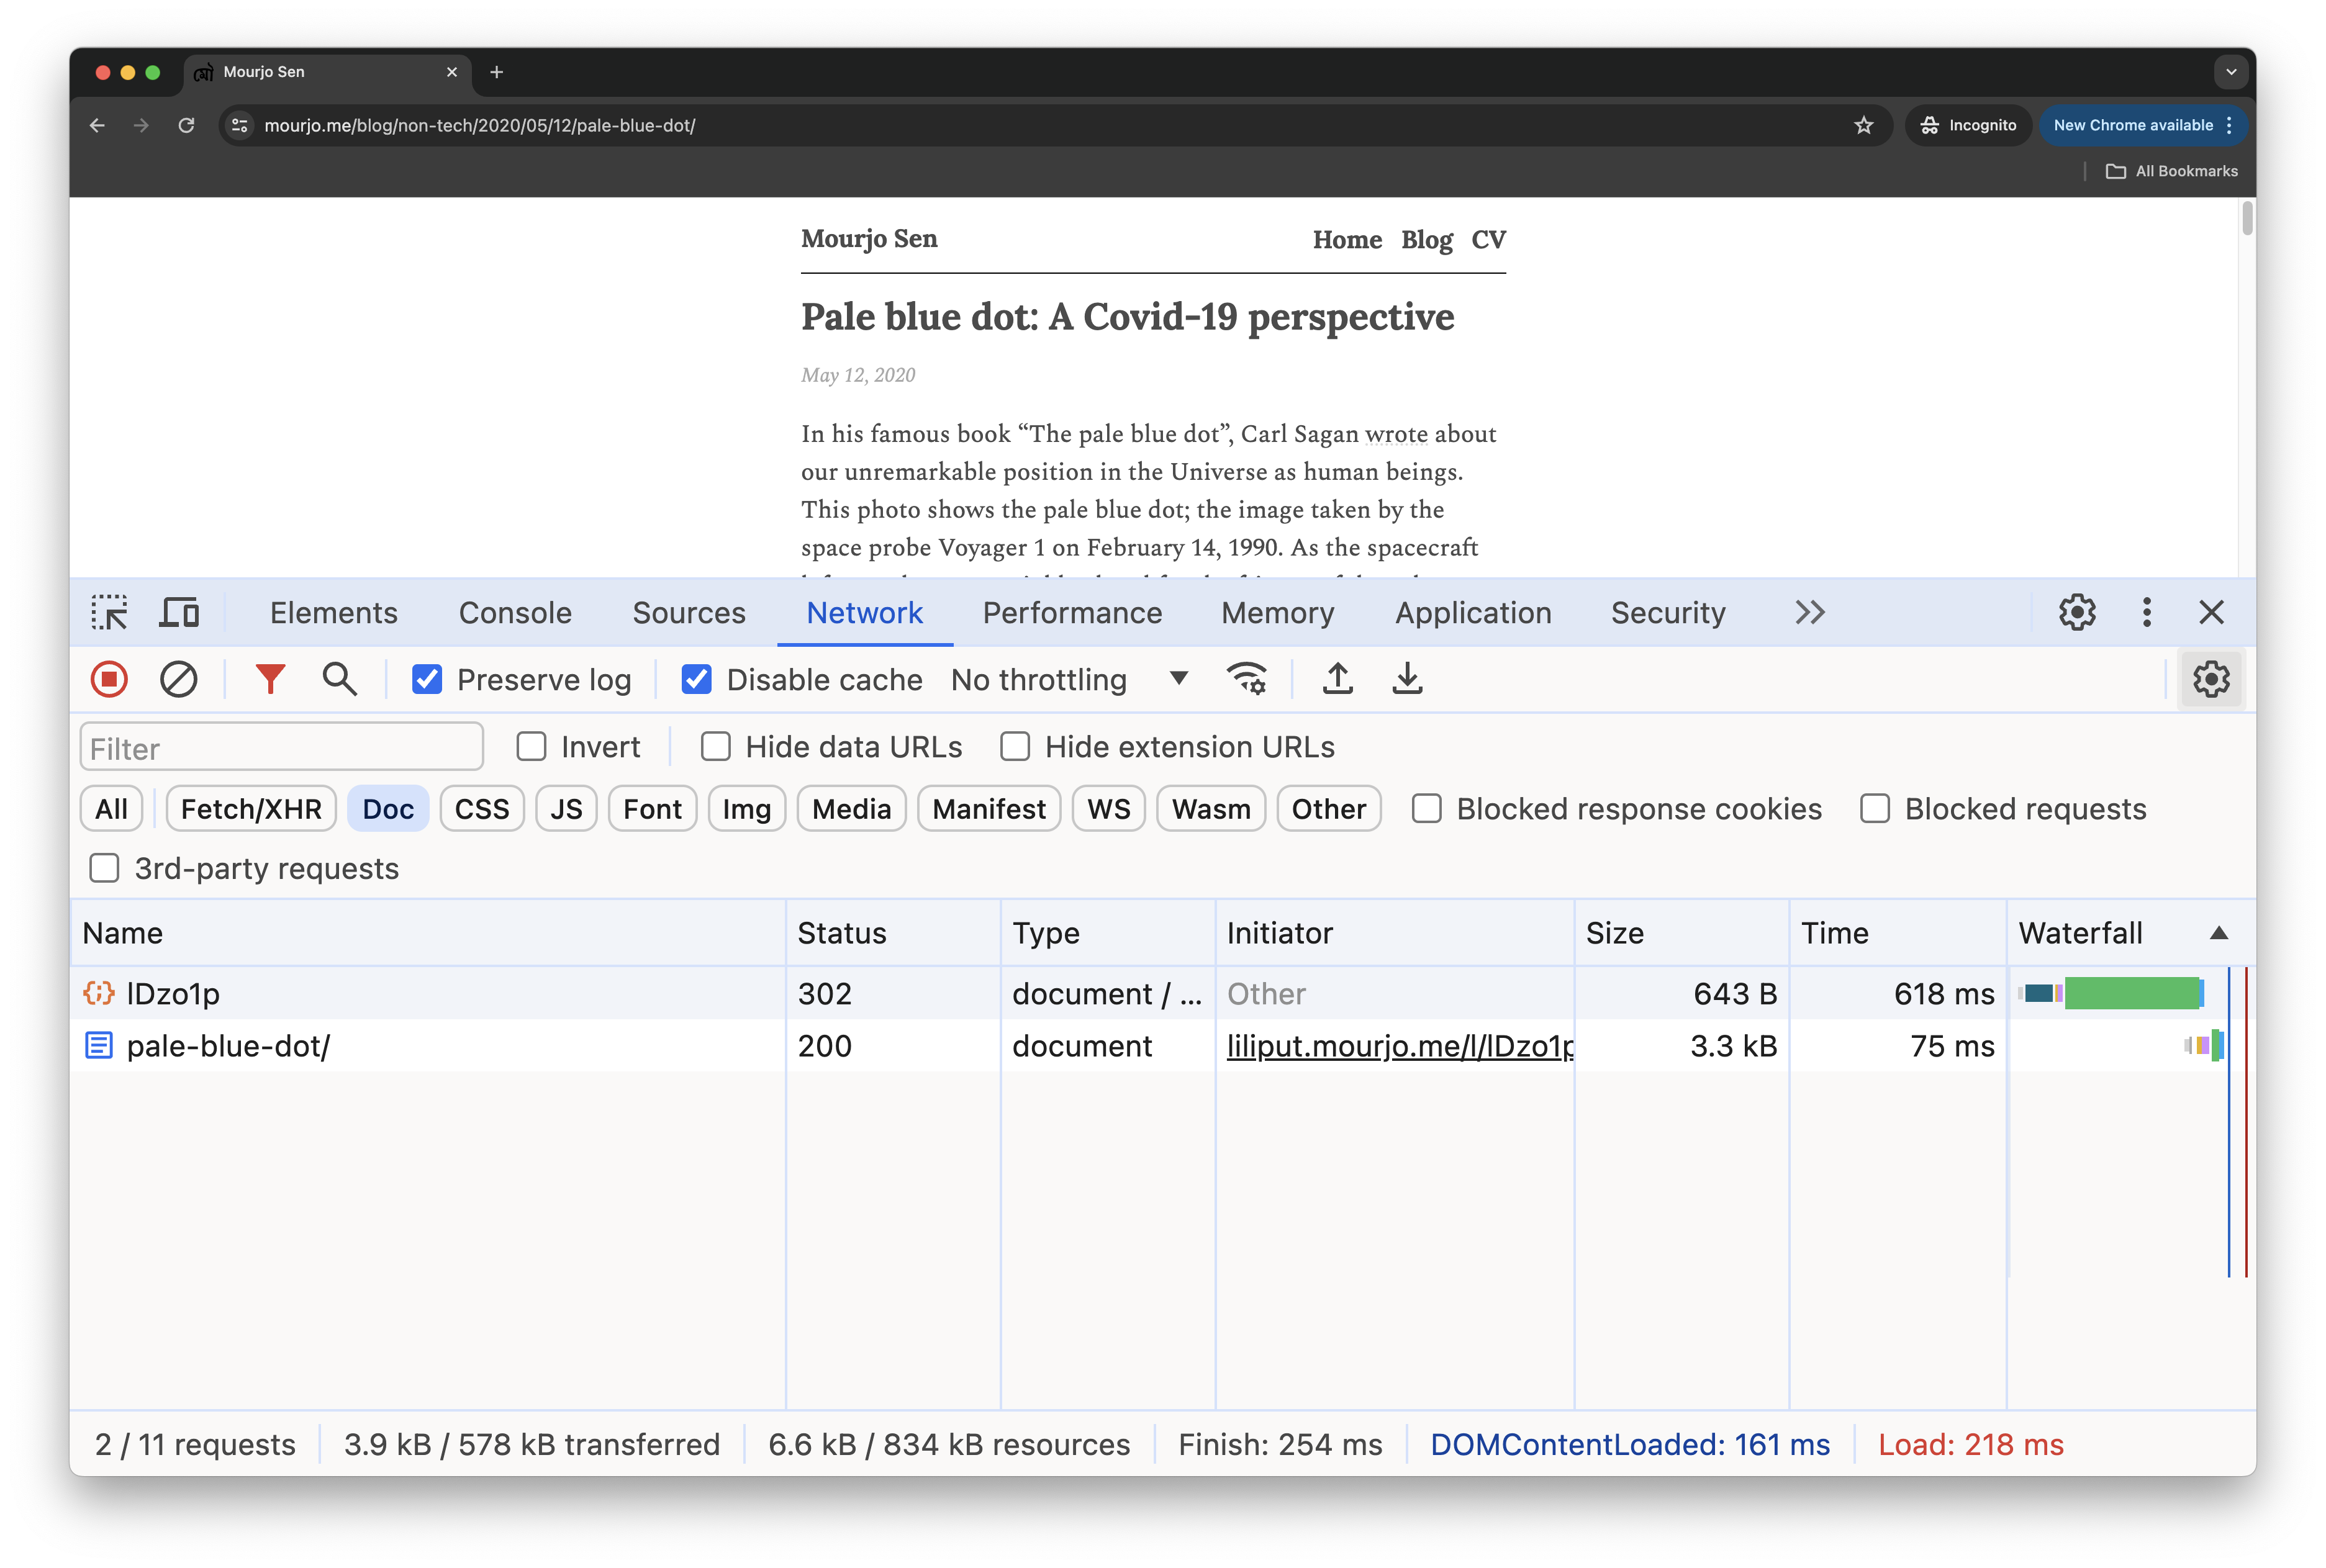 মো Mourjo Sen
mourjo.me/blog/non-tech/2020/05/12/pale-blue-dot/
Incognito
New Chrome available
All Bookmarks
Mourjo Sen
Home Blog CV
Pale blue dot: A Covid-19 perspective
May 12, 2020
In his famous book “The pale blue dot”, Carl Sagan wrote about
our unremarkable position in the Universe as human beings.
This photo shows the pale blue dot; the image taken by the
space probe Voyager 1 on February 14, 1990. As the spacecraft
Elements Console Sources Network Performance Memory Application Security
Preserve log Disable cache No throttling
Filter Invert Hide data URLs Hide extension URLs
All Fetch/XHR Doc CSS JS Font Img Media Manifest WS Wasm Other Blocked response cookies Blocked requests
3rd-party requests
Name Status Type Initiator Size Time Waterfall
lDzo1p 302 document / ... Other 643 B 618 ms
pale-blue-dot/ 200 document liliput.mourjo.me/l/lDzo1p 3.3 kB 75 ms
2 / 11 requests 3.9 kB / 578 kB transferred 6.6 kB / 834 kB resources Finish: 254 ms DOMContentLoaded: 161 ms Load: 218 ms